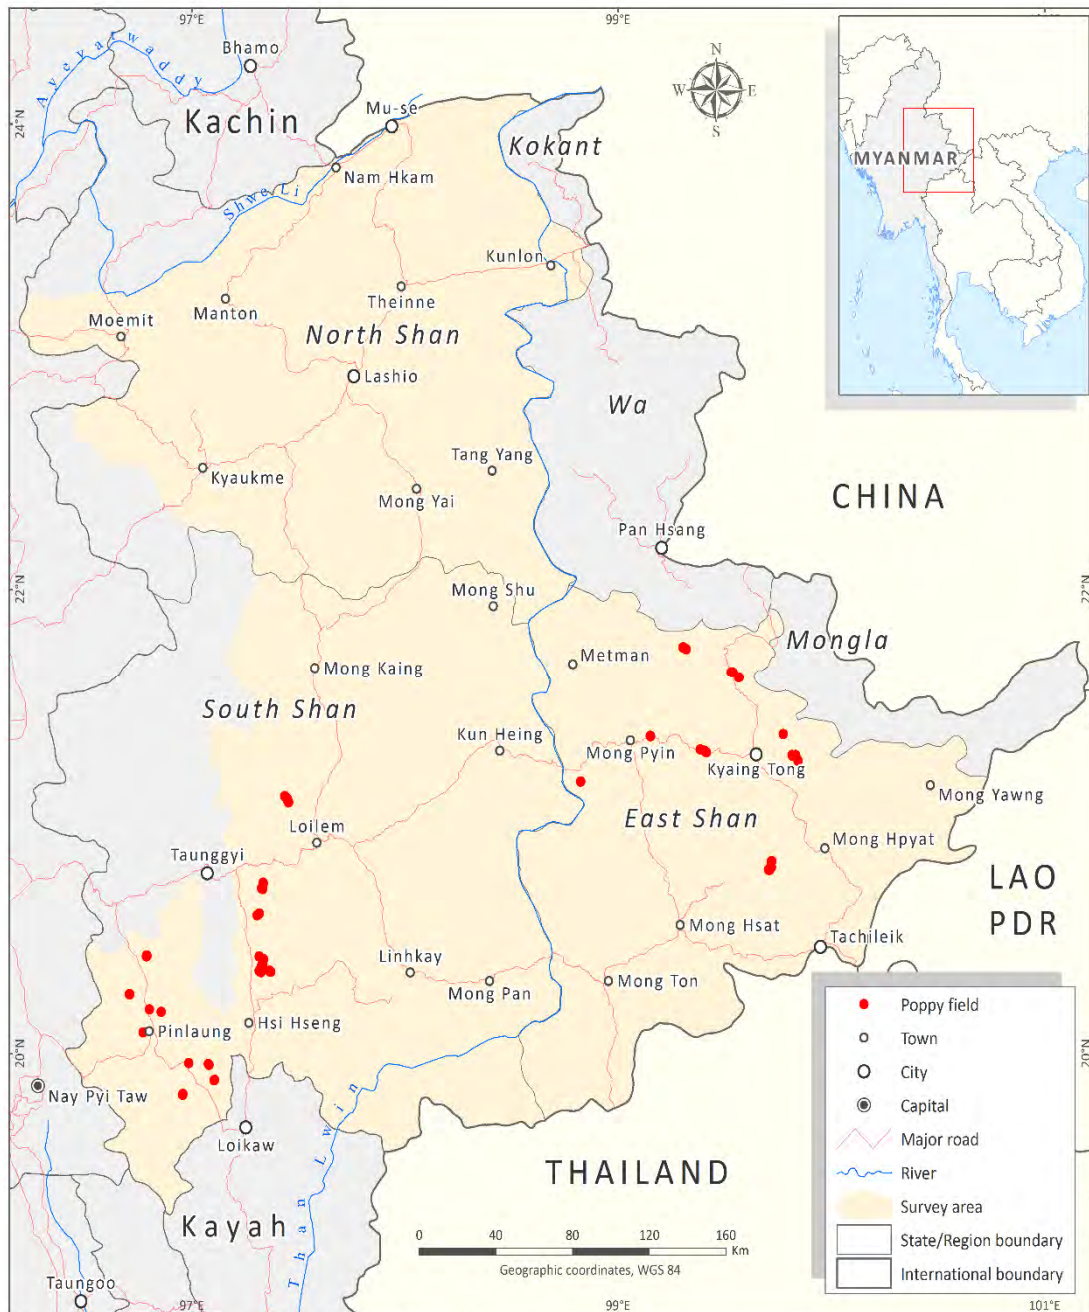 97°E
99°E
Bhamo
Ayeyatwaddy
Kachin
N
W
E
S
24°N
Mu-se
Kokant
MYANMAR
Nam Hkam
Shwe Li
Kunlon
Theinne
Manton
Moemit
North Shan
Lashio
Wa
Tang Yang
Kyaukme
Mong Yai
CHINA
Pan Hsang
22°N
22°N
Mong Shu
Mongla
Metman
Mong Kaing
South Shan
Kun Heing
Mong Pyin
Kyaing Tong
Mong Yawng
East Shan
Loilem
Mong Hpyat
Taunggyi
LAO
PDR
Mong Hsat
Tachileik
Linhkay
Mong Pan
Mong Ton
Hsi Hseng
Pinlaung
20°N
20°N
Nay Pyi Taw
Loikaw
Than Lwin
THAILAND
Kayah
Taungoo
Poppy field
Town
City
Capital
Major road
River
Survey area
State/Region boundary
International boundary
0 40 80 120 160
Km
Geographic coordinates, WGS 84
97°E
99°E
101°E